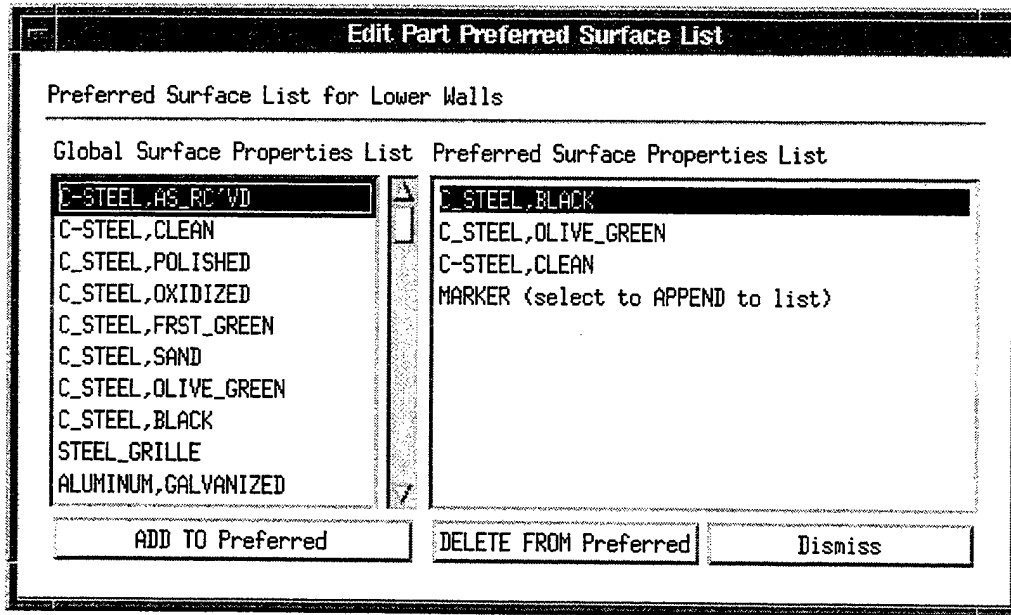 Edit Part Preferred Surface List
Preferred Surface List for Lower Walls
Global Surface Properties List
C-STEEL,AS_RC'VD
C-STEEL,CLEAN
C_STEEL,POLISHED
C_STEEL,OXIDIZED
C_STEEL,FRST_GREEN
C_STEEL,SAND
C_STEEL,OLIVE_GREEN
C_STEEL,BLACK
STEEL_GRILLE
ALUMINUM,GALVANIZED
ADD TO Preferred
Preferred Surface Properties List
C_STEEL,BLACK
C_STEEL,OLIVE_GREEN
C-STEEL,CLEAN
MARKER (select to APPEND to list)
DELETE FROM Preferred
Dismiss